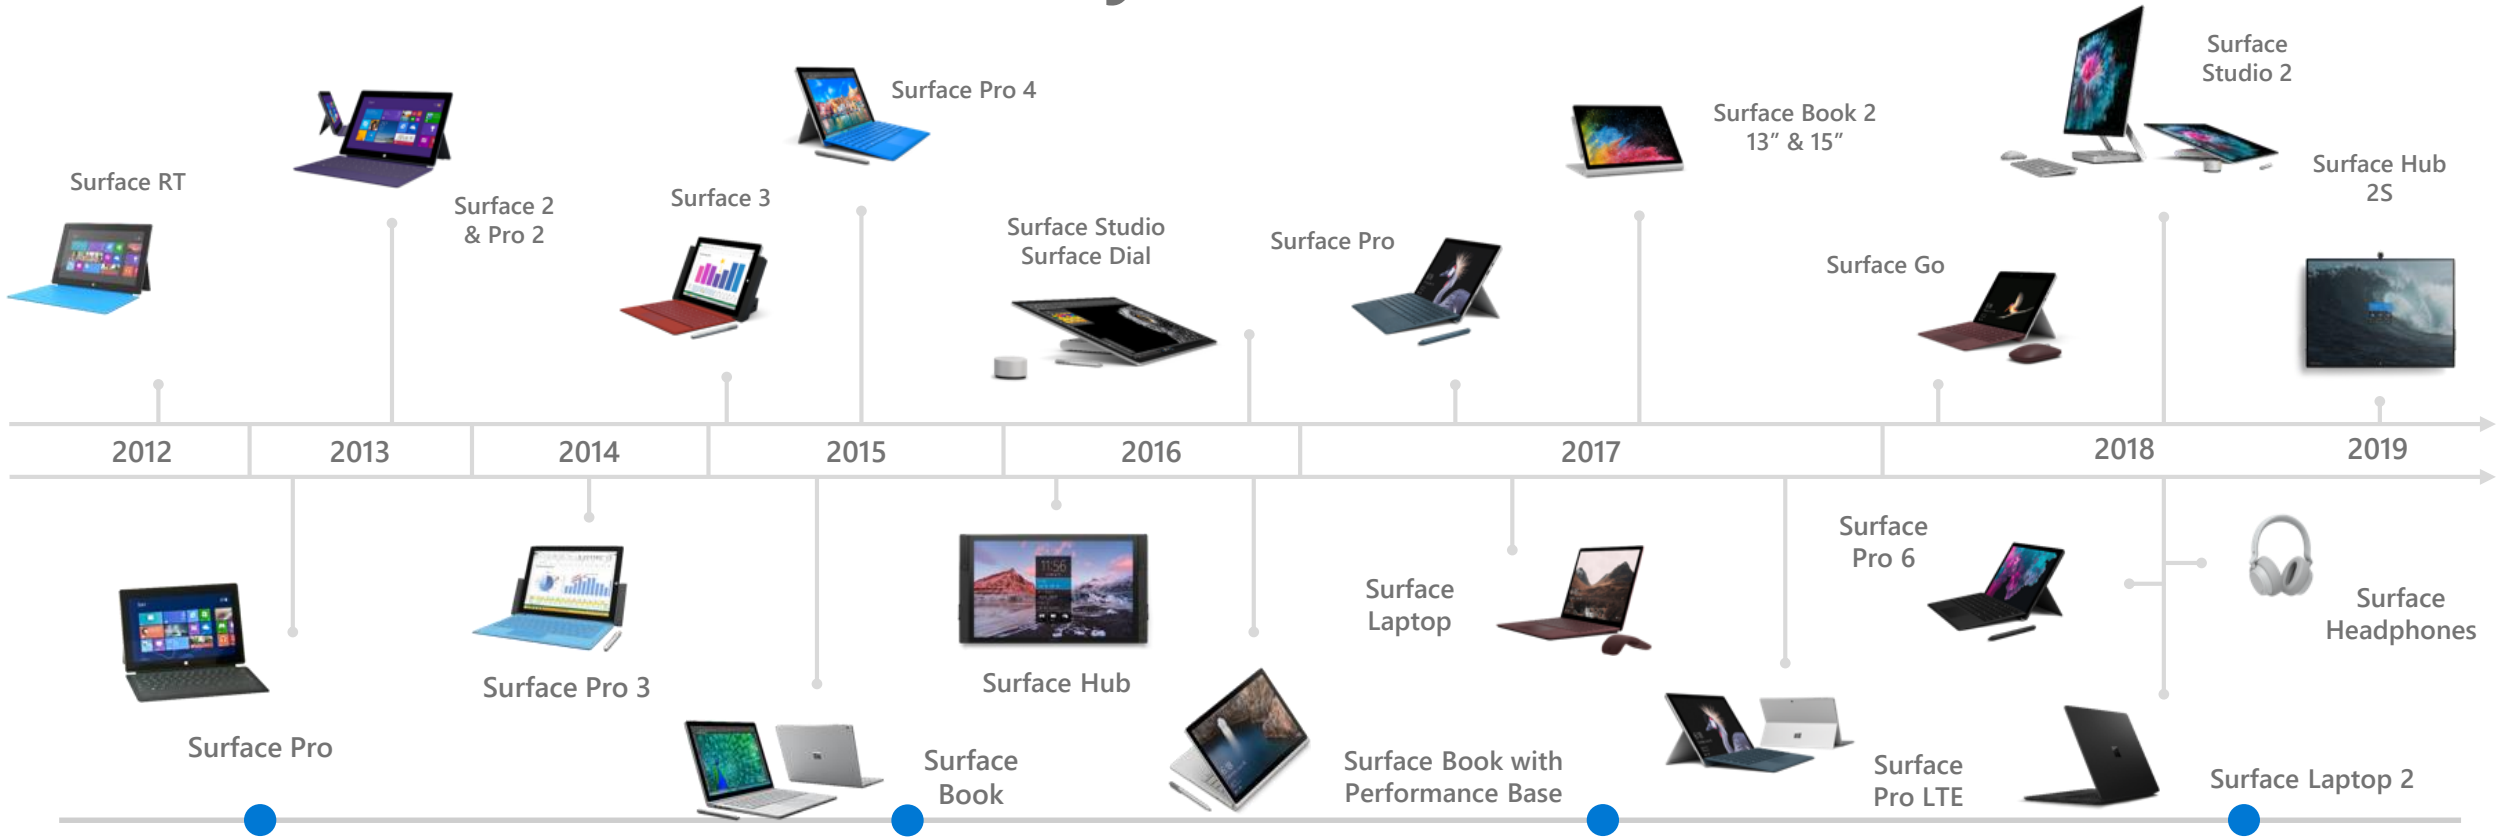 Surface RT
Surface 2
& Pro 2
Surface 3
Surface Pro 4
Surface Studio
Surface Dial
Surface Pro
Surface Book 2
13” & 15”
Surface Go
Surface
Studio 2
Surface Hub
2S
2012
2013
2014
2015
2016
2017
2018
2019
Surface Pro
Surface Pro 3
Surface
Book
11:56
Surface Hub
Surface Book with
Performance Base
Surface
Laptop
Surface
Pro LTE
Surface
Pro 6
Surface
Headphones
Surface Laptop 2